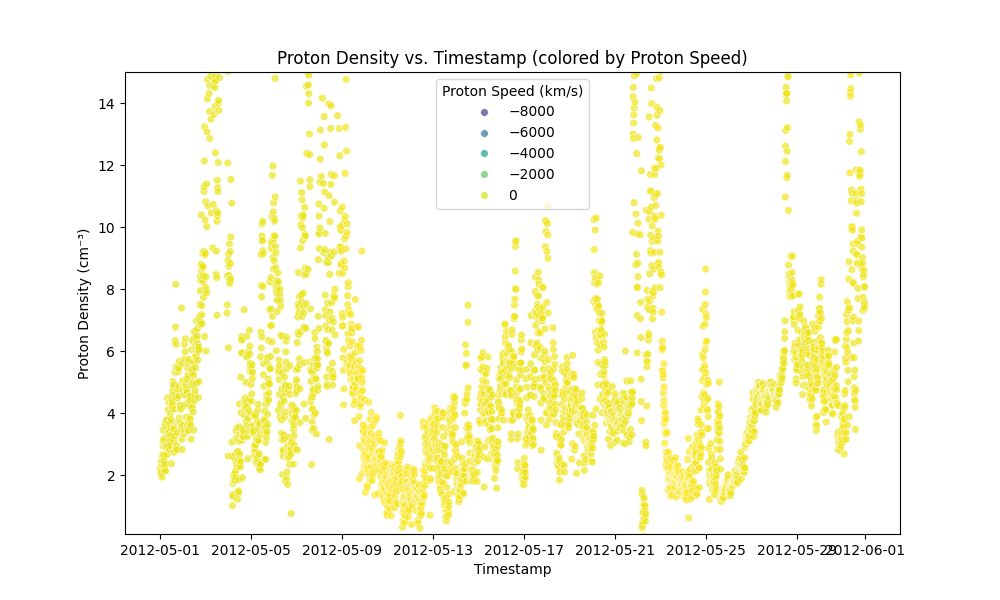 Proton Density vs. Timestamp (colored by Proton Speed)
Proton Speed (km/s)
−8000
−6000
−4000
−2000
0
14
12
10
8
6
4
2
Proton Density (cm⁻³)
2012-05-01 2012-05-05 2012-05-09 2012-05-13 2012-05-17 2012-05-21 2012-05-25 2012-05-29 2012-06-01
Timestamp